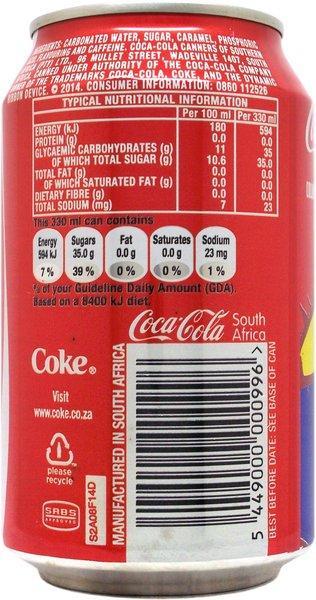 INGREDIENTS: CARBONATED WATER, SUGAR, CARAMEL, PHOSPHORIC
FLAVOURING AND CAFFEINE. COCA-COLA CANNERS OF SOUTHERN
(PTY) LTD., 96 MULLET STREET, WADEVILLE 1407, SOUTH
CANNED UNDER AUTHORITY OF THE COCA-COLA COMPANY
OF THE TRADEMARKS COCA-COLA, COKE, AND THE DYNAMIC
RIBBON DEVICE. © 2014. CONSUMER INFORMATION: 0860 112526
TYPICAL NUTRITIONAL INFORMATION
Per 100 ml Per 330 ml
ENERGY (kJ) 180 594
PROTEIN (g) 0.0 0.0
GLYCAEMIC CARBOHYDRATES (g) 11 35
OF WHICH TOTAL SUGAR (g) 10.6 35.0
TOTAL FAT (g) 0.0 0.0
OF WHICH SATURATED FAT (g) 0.0 0.0
DIETARY FIBRE (g) 0.0 0.0
TOTAL SODIUM (mg) 7 23
This 330 ml can contains
Energy Sugars Fat Saturates Sodium
594 kJ 35.0 g 0.0 g 0.0 g 23 mg
7% 39% 0% 0% 1%
% of your Guideline Daily Amount (GDA).
Based on a 8400 kJ diet.
Coca-Cola South
Africa
Coke®
Visit
www.coke.co.za
please
recycle
SRBS
APPROVED
S2A08F14D
MANUFACTURED IN SOUTH AFRICA
5 449000 000996 >
BEST BEFORE DATE: SEE BASE OF CAN